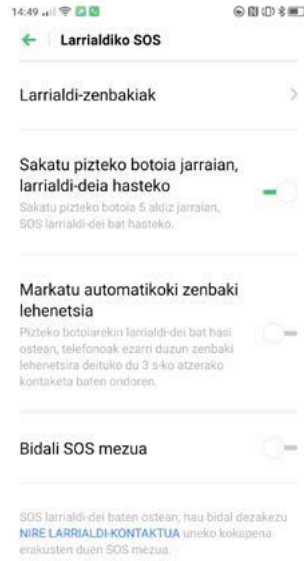 14:49
Larrialdiko SOS
Larrialdi-zenbakiak
Sakatu pizteko botoia jarraian,
larrialdi-deia hasteko
Sakatu pizteko botoia 5 aldiz jarraian,
SOS larrialdi-dei bat hasteko.
Markatu automatikoki zenbaki
lehenetsia
Pizteko botoiarekin larrialdi-dei bat hasi
ostean, telefonoak ezarri duzun zenbaki
lehenetsira deituko du 3 s-ko atzerako
kontaketa baten ondoren.
Bidali SOS mezua
SOS larrialdi-dei baten ostean, hau bidal dezakezu
NIRE LARRIALDI-KONTAKTUA uneko kokapena
erakusten duen SOS mezua.